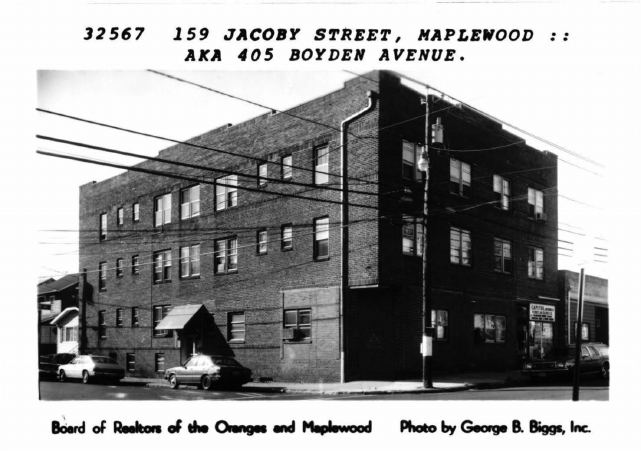 32567 159 JACOBY STREET, MAPLEWOOD ::
AKA 405 BOYDEN AVENUE.
CAPITOL
Board of Realtors of the Oranges and Maplewood Photo by George B. Biggs, Inc.